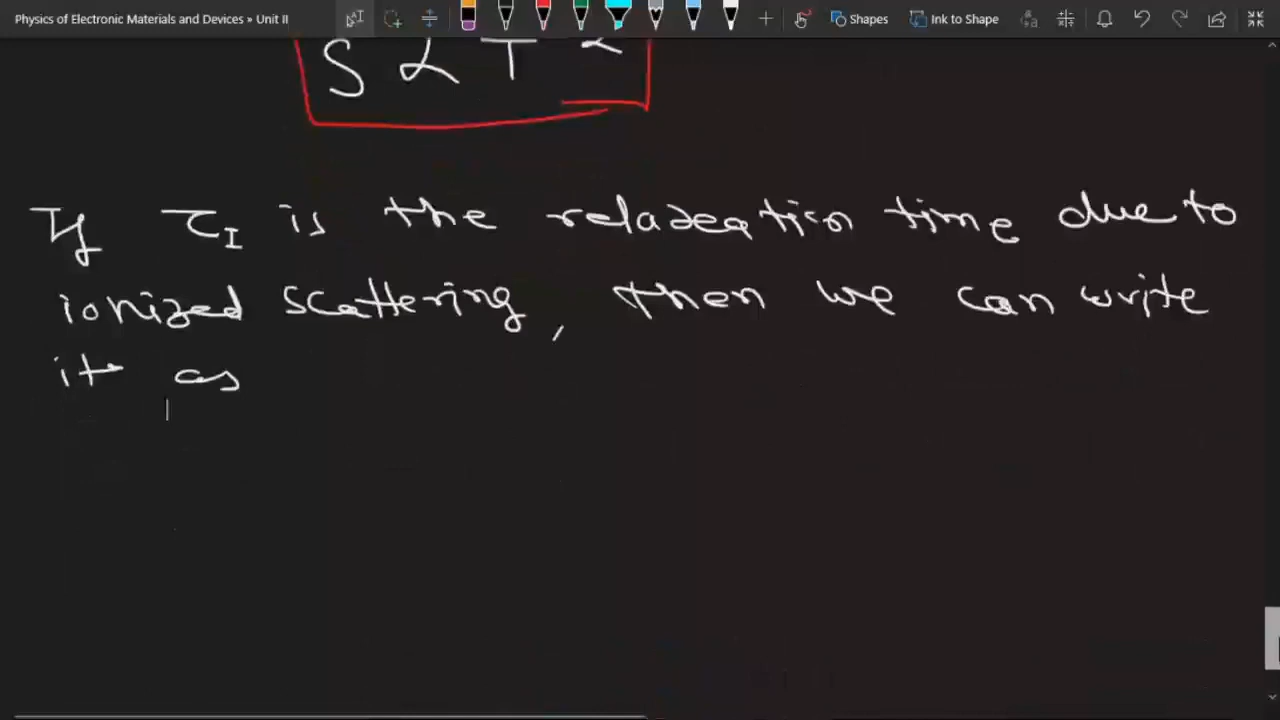 Physics of Electronic Materials and Devices » Unit II
Shapes
Ink to Shape
S α T
If τI is the relaxation time due to
ionized scattering, then we can write
it as